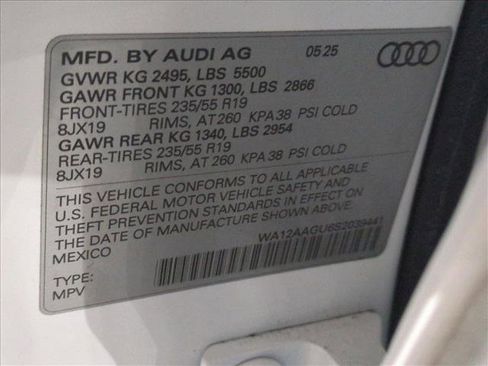 MFD. BY AUDI AG 05 25
GVWR KG 2495, LBS 5500
GAWR FRONT KG 1300, LBS 2866
FRONT-TIRES 235/55 R19
8JX19 RIMS, AT 260 KPA 38 PSI COLD
GAWR REAR KG 1340, LBS 2954
REAR-TIRES 235/55 R19
8JX19 RIMS, AT 260 KPA 38 PSI COLD
THIS VEHICLE CONFORMS TO ALL APPLICABLE
U.S. FEDERAL MOTOR VEHICLE SAFETY AND
THEFT PREVENTION STANDARDS IN EFFECT ON
THE DATE OF MANUFACTURE SHOWN ABOVE.
MEXICO WA12AAGU6S2039441
TYPE:
MPV